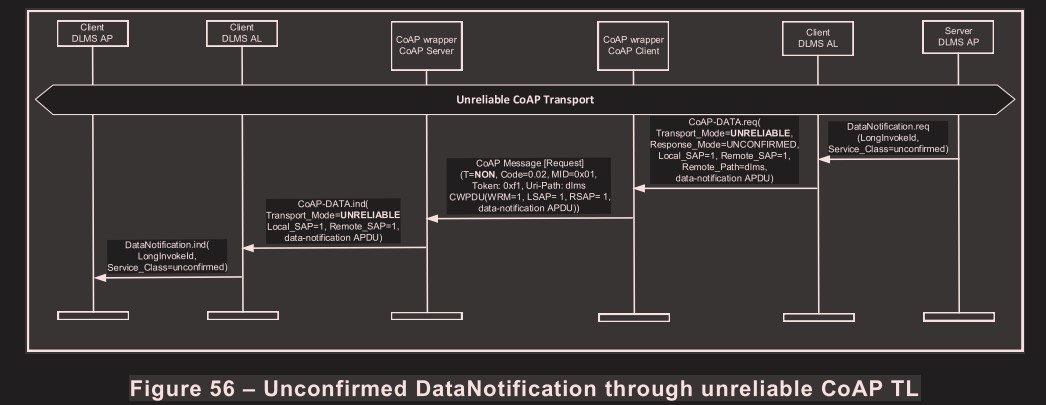 Client
DLMS AP
Client
DLMS AL
CoAP wrapper
CoAP Server
CoAP wrapper
CoAP Client
Client
DLMS AL
Server
DLMS AP
Unreliable CoAP Transport
DataNotification.req
(LongInvokeId,
Service_Class=unconfirmed)
CoAP-DATA.req(
Transport_Mode=UNRELIABLE,
Response_Mode=UNCONFIRMED,
Local_SAP=1, Remote_SAP=1,
Remote_Path=dlms,
data-notification APDU)
CoAP Message [Request]
(T=NON, Code=0.02, MID=0x01,
Token: 0xf1, Uri-Path: dlms
CWPDU(WRM=1, LSAP= 1, RSAP= 1,
data-notification APDU))
CoAP-DATA.ind(
Transport_Mode=UNRELIABLE
Local_SAP=1, Remote_SAP=1,
data-notification APDU)
DataNotification.ind(
LongInvokeId,
Service_Class=unconfirmed)
Figure 56 – Unconfirmed DataNotification through unreliable CoAP TL